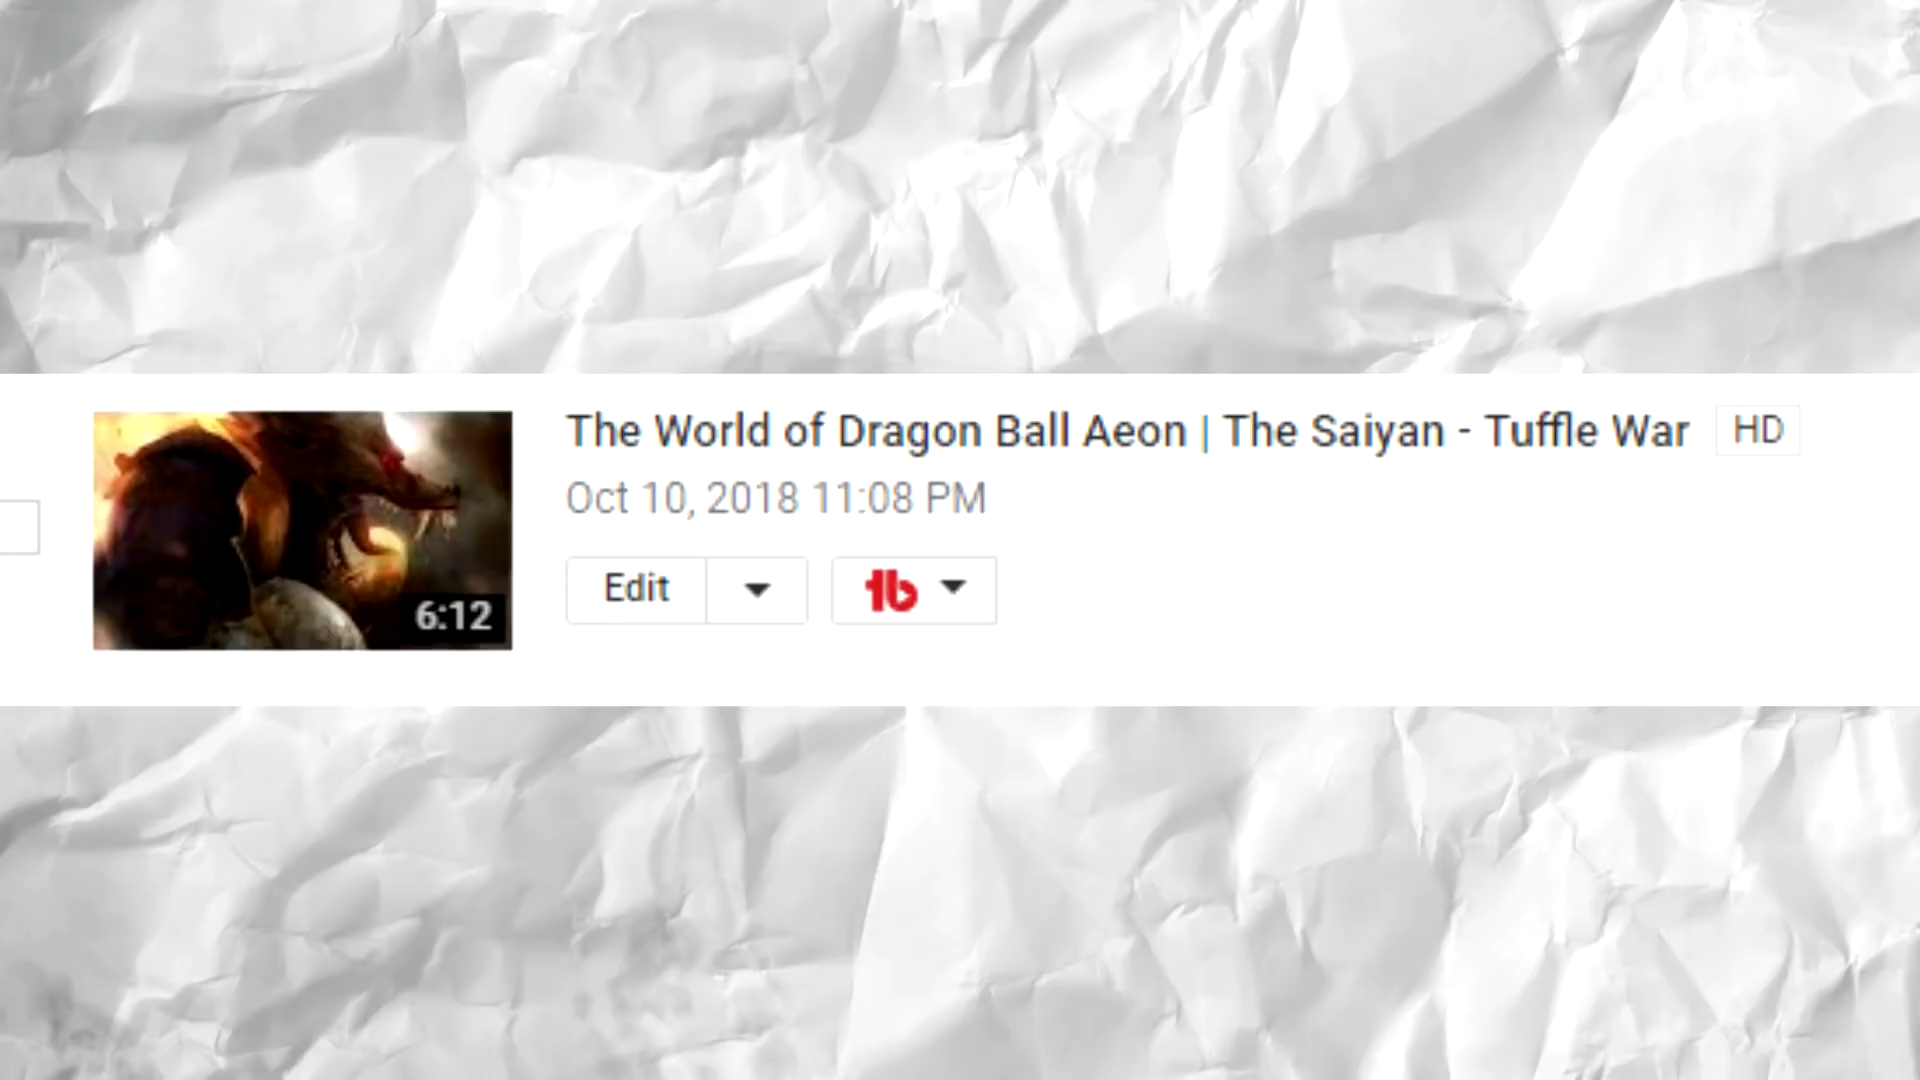 The World of Dragon Ball Aeon | The Saiyan - Tuffle War HD
Oct 10, 2018 11:08 PM
6:12
Edit
tb